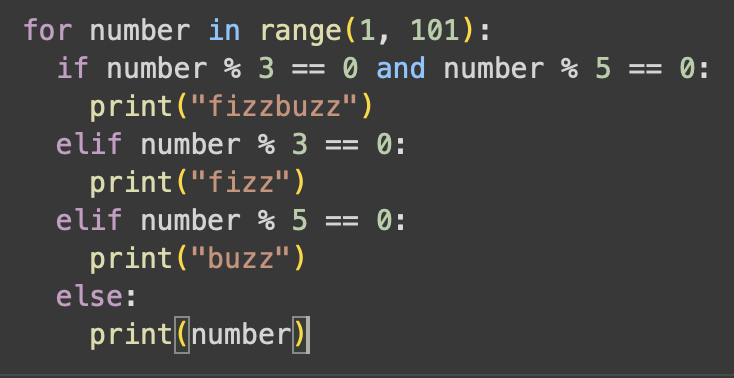 for number in range(1, 101):
  if number % 3 == 0 and number % 5 == 0:
    print("fizzbuzz")
  elif number % 3 == 0:
    print("fizz")
  elif number % 5 == 0:
    print("buzz")
  else:
    print(number)